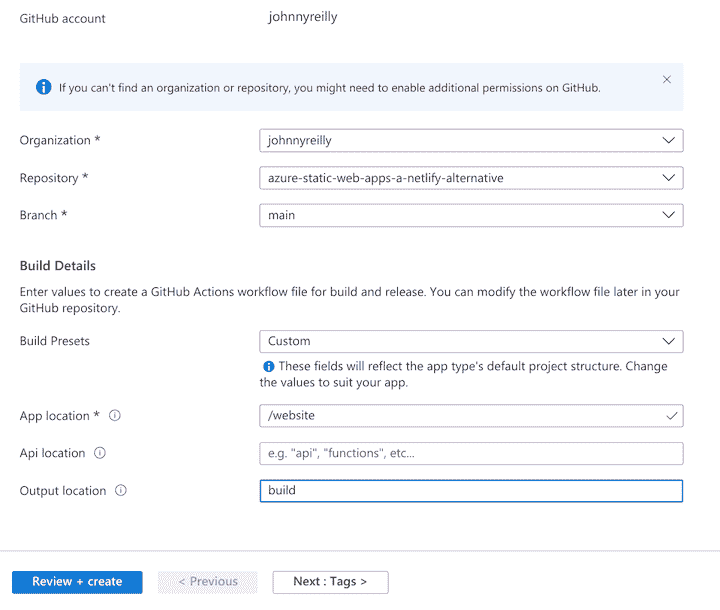 GitHub account johnnyreilly
If you can't find an organization or repository, you might need to enable additional permissions on GitHub.
Organization * johnnyreilly
Repository * azure-static-web-apps-a-netlify-alternative
Branch * main
Build Details
Enter values to create a GitHub Actions workflow file for build and release. You can modify the workflow file later in your
GitHub repository.
Build Presets Custom
These fields will reflect the app type's default project structure. Change
the values to suit your app.
App location * /website
Api location e.g. "api", "functions", etc...
Output location build
Review + create < Previous Next : Tags >